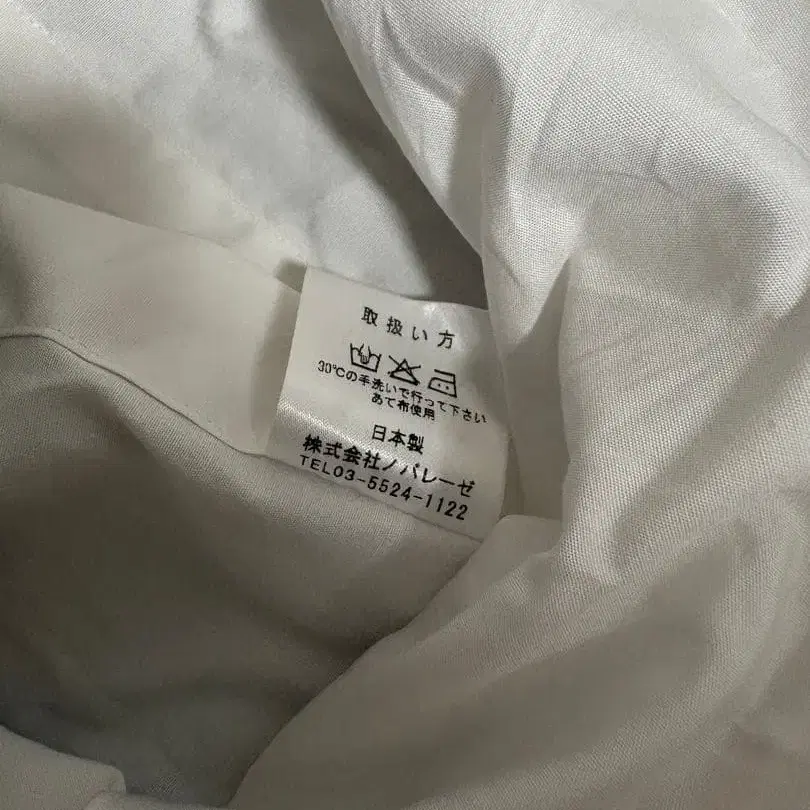 取扱い方
30℃の手洗いで行って下さい
あて布使用
日本製
株式会社ノバレーゼ
TEL03-5524-1122